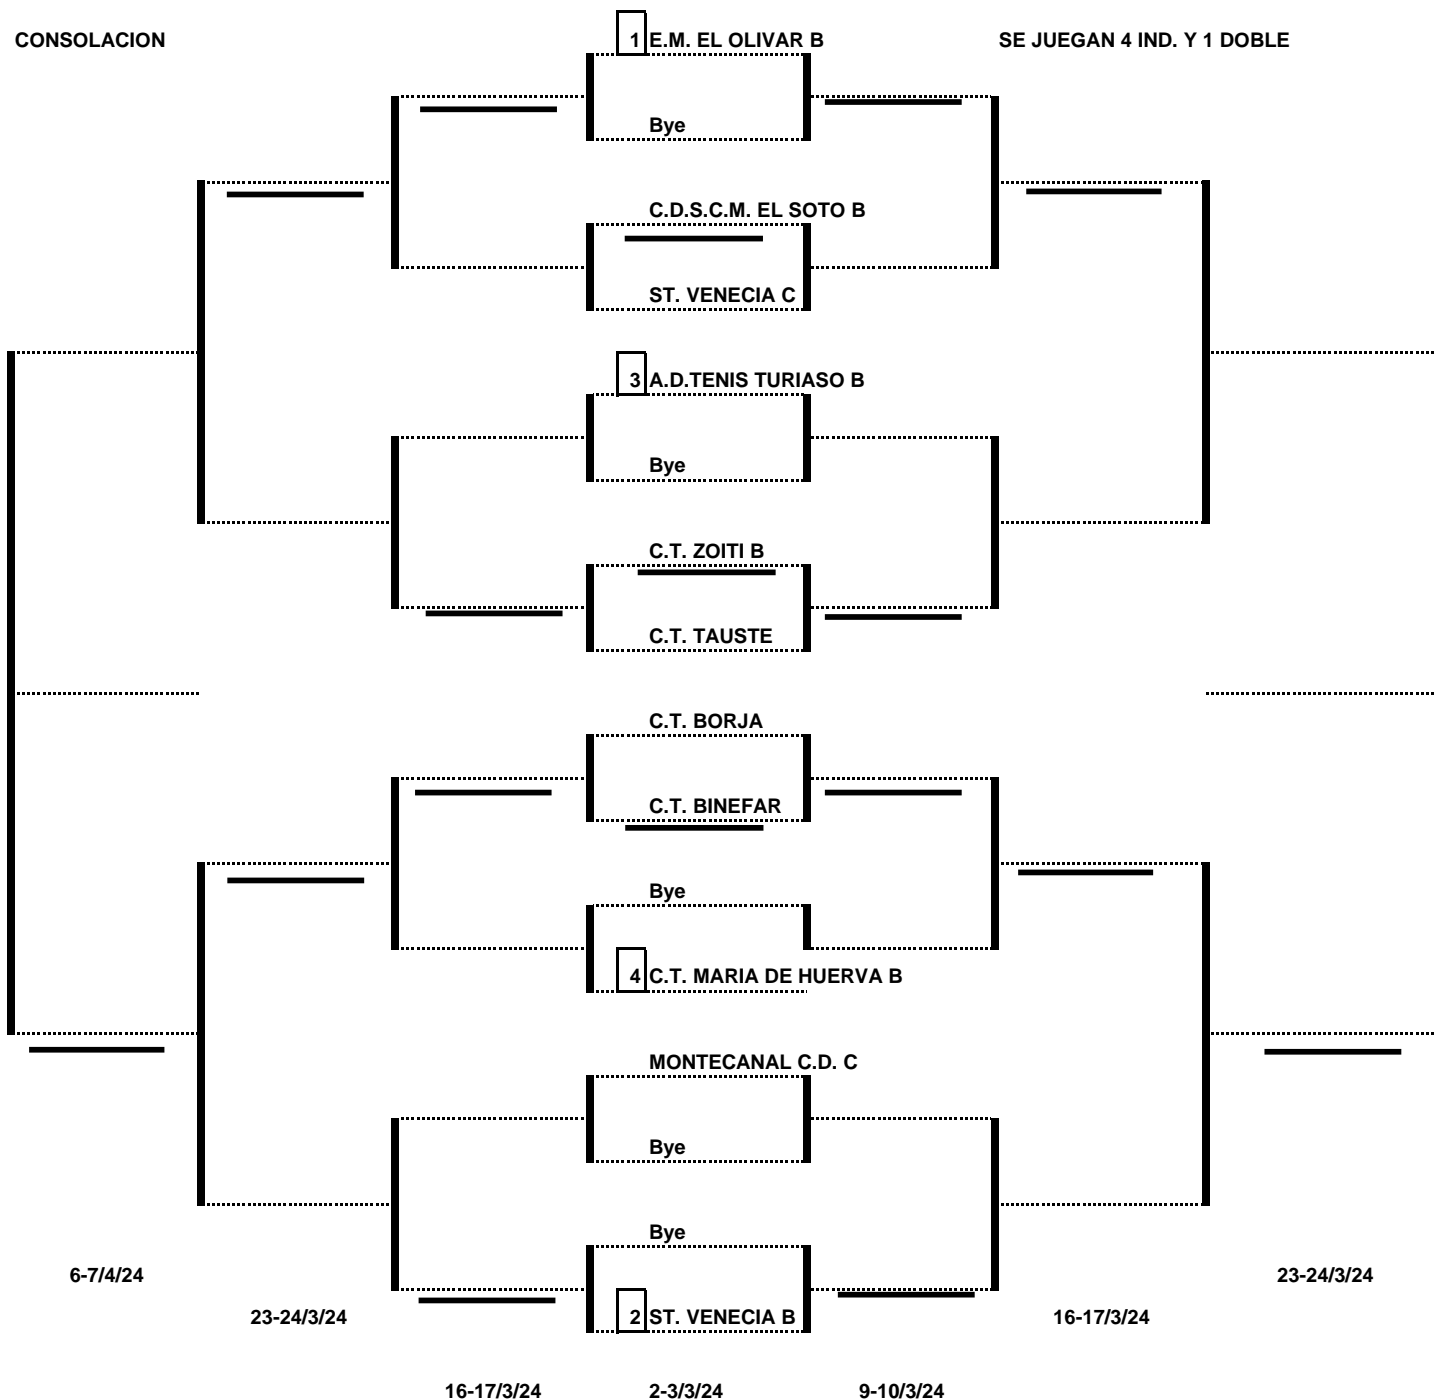 CONSOLACION
1 E.M. EL OLIVAR B
SE JUEGAN 4 IND. Y 1 DOBLE
Bye
C.D.S.C.M. EL SOTO B
ST. VENECIA C
3 A.D.TENIS TURIASO B
Bye
C.T. ZOITI B
C.T. TAUSTE
C.T. BORJA
C.T. BINEFAR
Bye
4 C.T. MARIA DE HUERVA B
MONTECANAL C.D. C
Bye
Bye
6-7/4/24
23-24/3/24
23-24/3/24
2 ST. VENECIA B
16-17/3/24
16-17/3/24
2-3/3/24
9-10/3/24